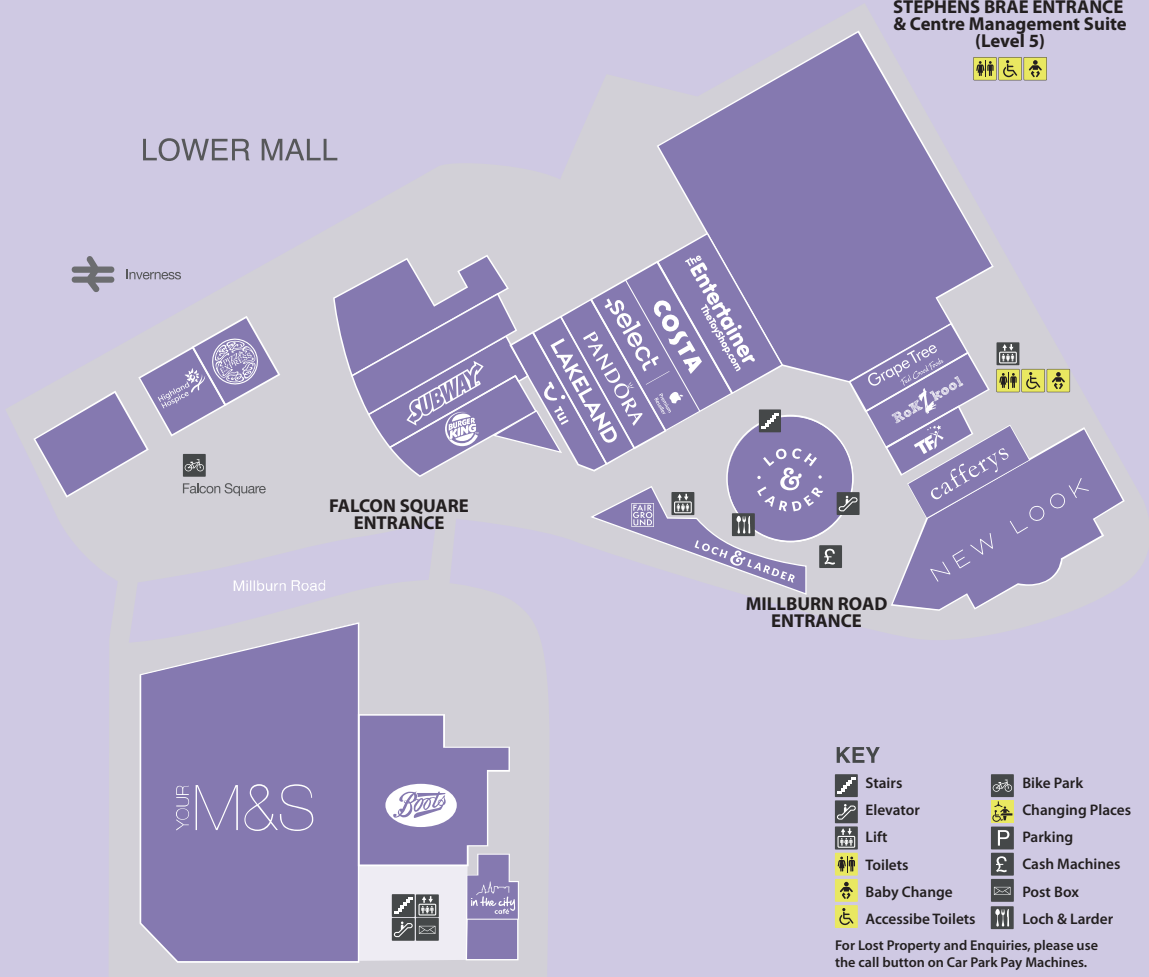 STEPHENS BRAE ENTRANCE
& Centre Management Suite
(Level 5)
LOWER MALL
Inverness
Highland
Hospice
Falcon Square
SUBWAY
BURGER
KING
TUI
LAKELAND
PANDORA
select
Premium
Reseller
COSTA
The
Entertainer
TheToyShop.com
Grape Tree
RoKZkool
TFX
cafferys
NEW LOOK
LOCH
&
LARDER
FAIR
GRO
UND
LOCH & LARDER
£
FALCON SQUARE
ENTRANCE
MILLBURN ROAD
ENTRANCE
Millburn Road
YOUR
M&S
Boots
in the city
café
KEY
Stairs
Elevator
Lift
Toilets
Baby Change
Accessibe Toilets
Bike Park
Changing Places
P Parking
£ Cash Machines
Post Box
Loch & Larder
For Lost Property and Enquiries, please use
the call button on Car Park Pay Machines.